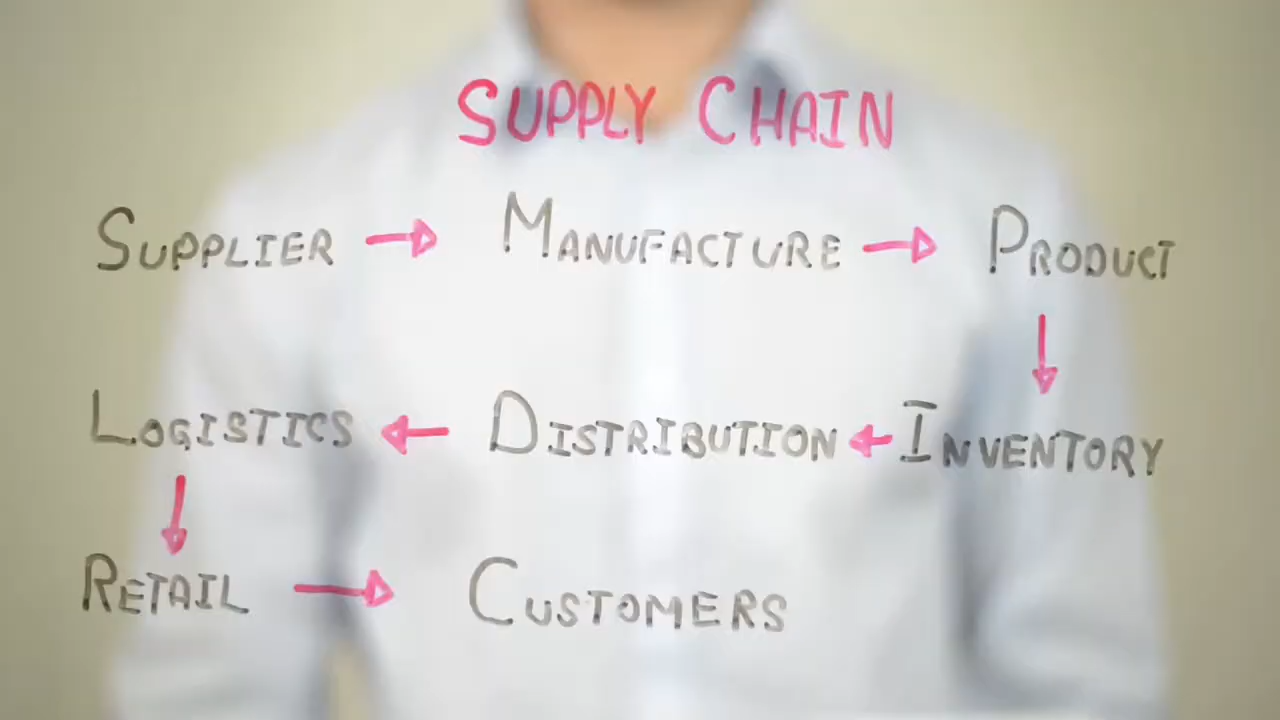 SUPPLY CHAIN
SUPPLIER MANUFACTURE PRODUCT
LOGISTICS DISTRIBUTION INVENTORY
RETAIL CUSTOMERS